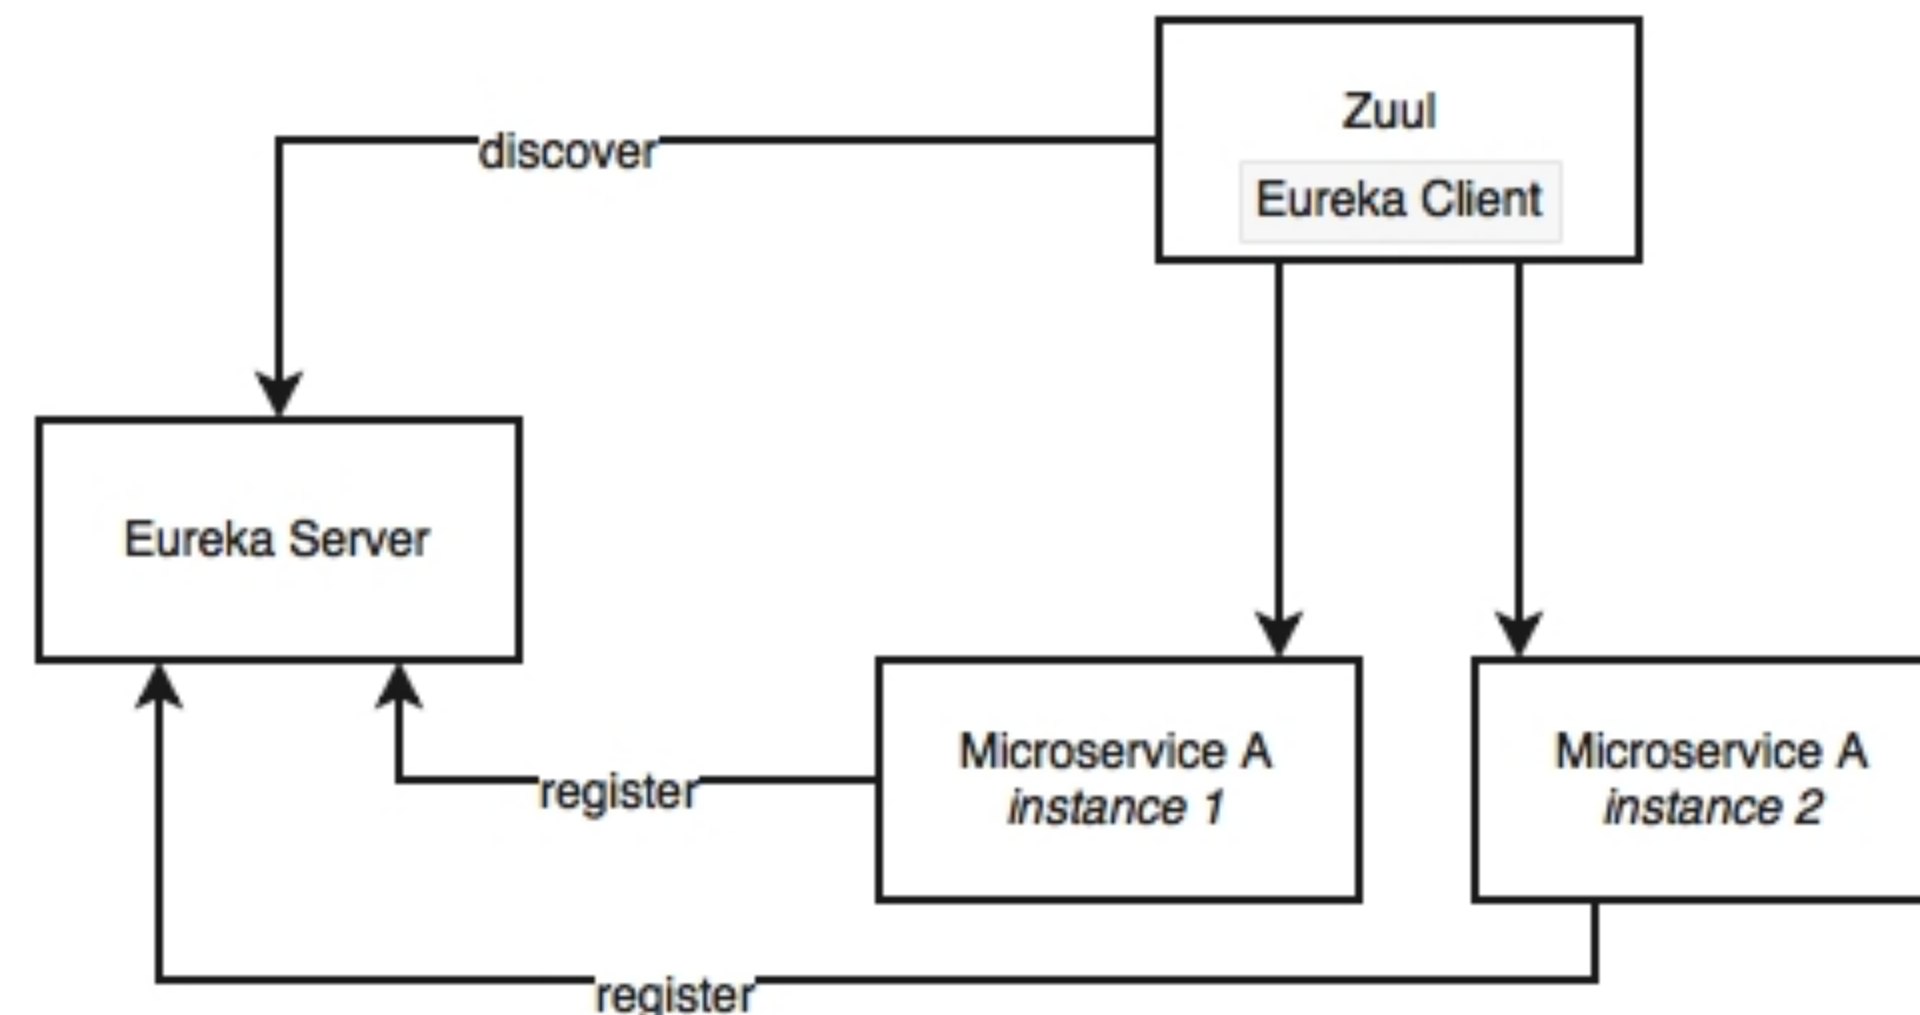 Zuul
discover
Eureka Client
Eureka Server
Microservice A
instance 1
Microservice A
instance 2
register
register